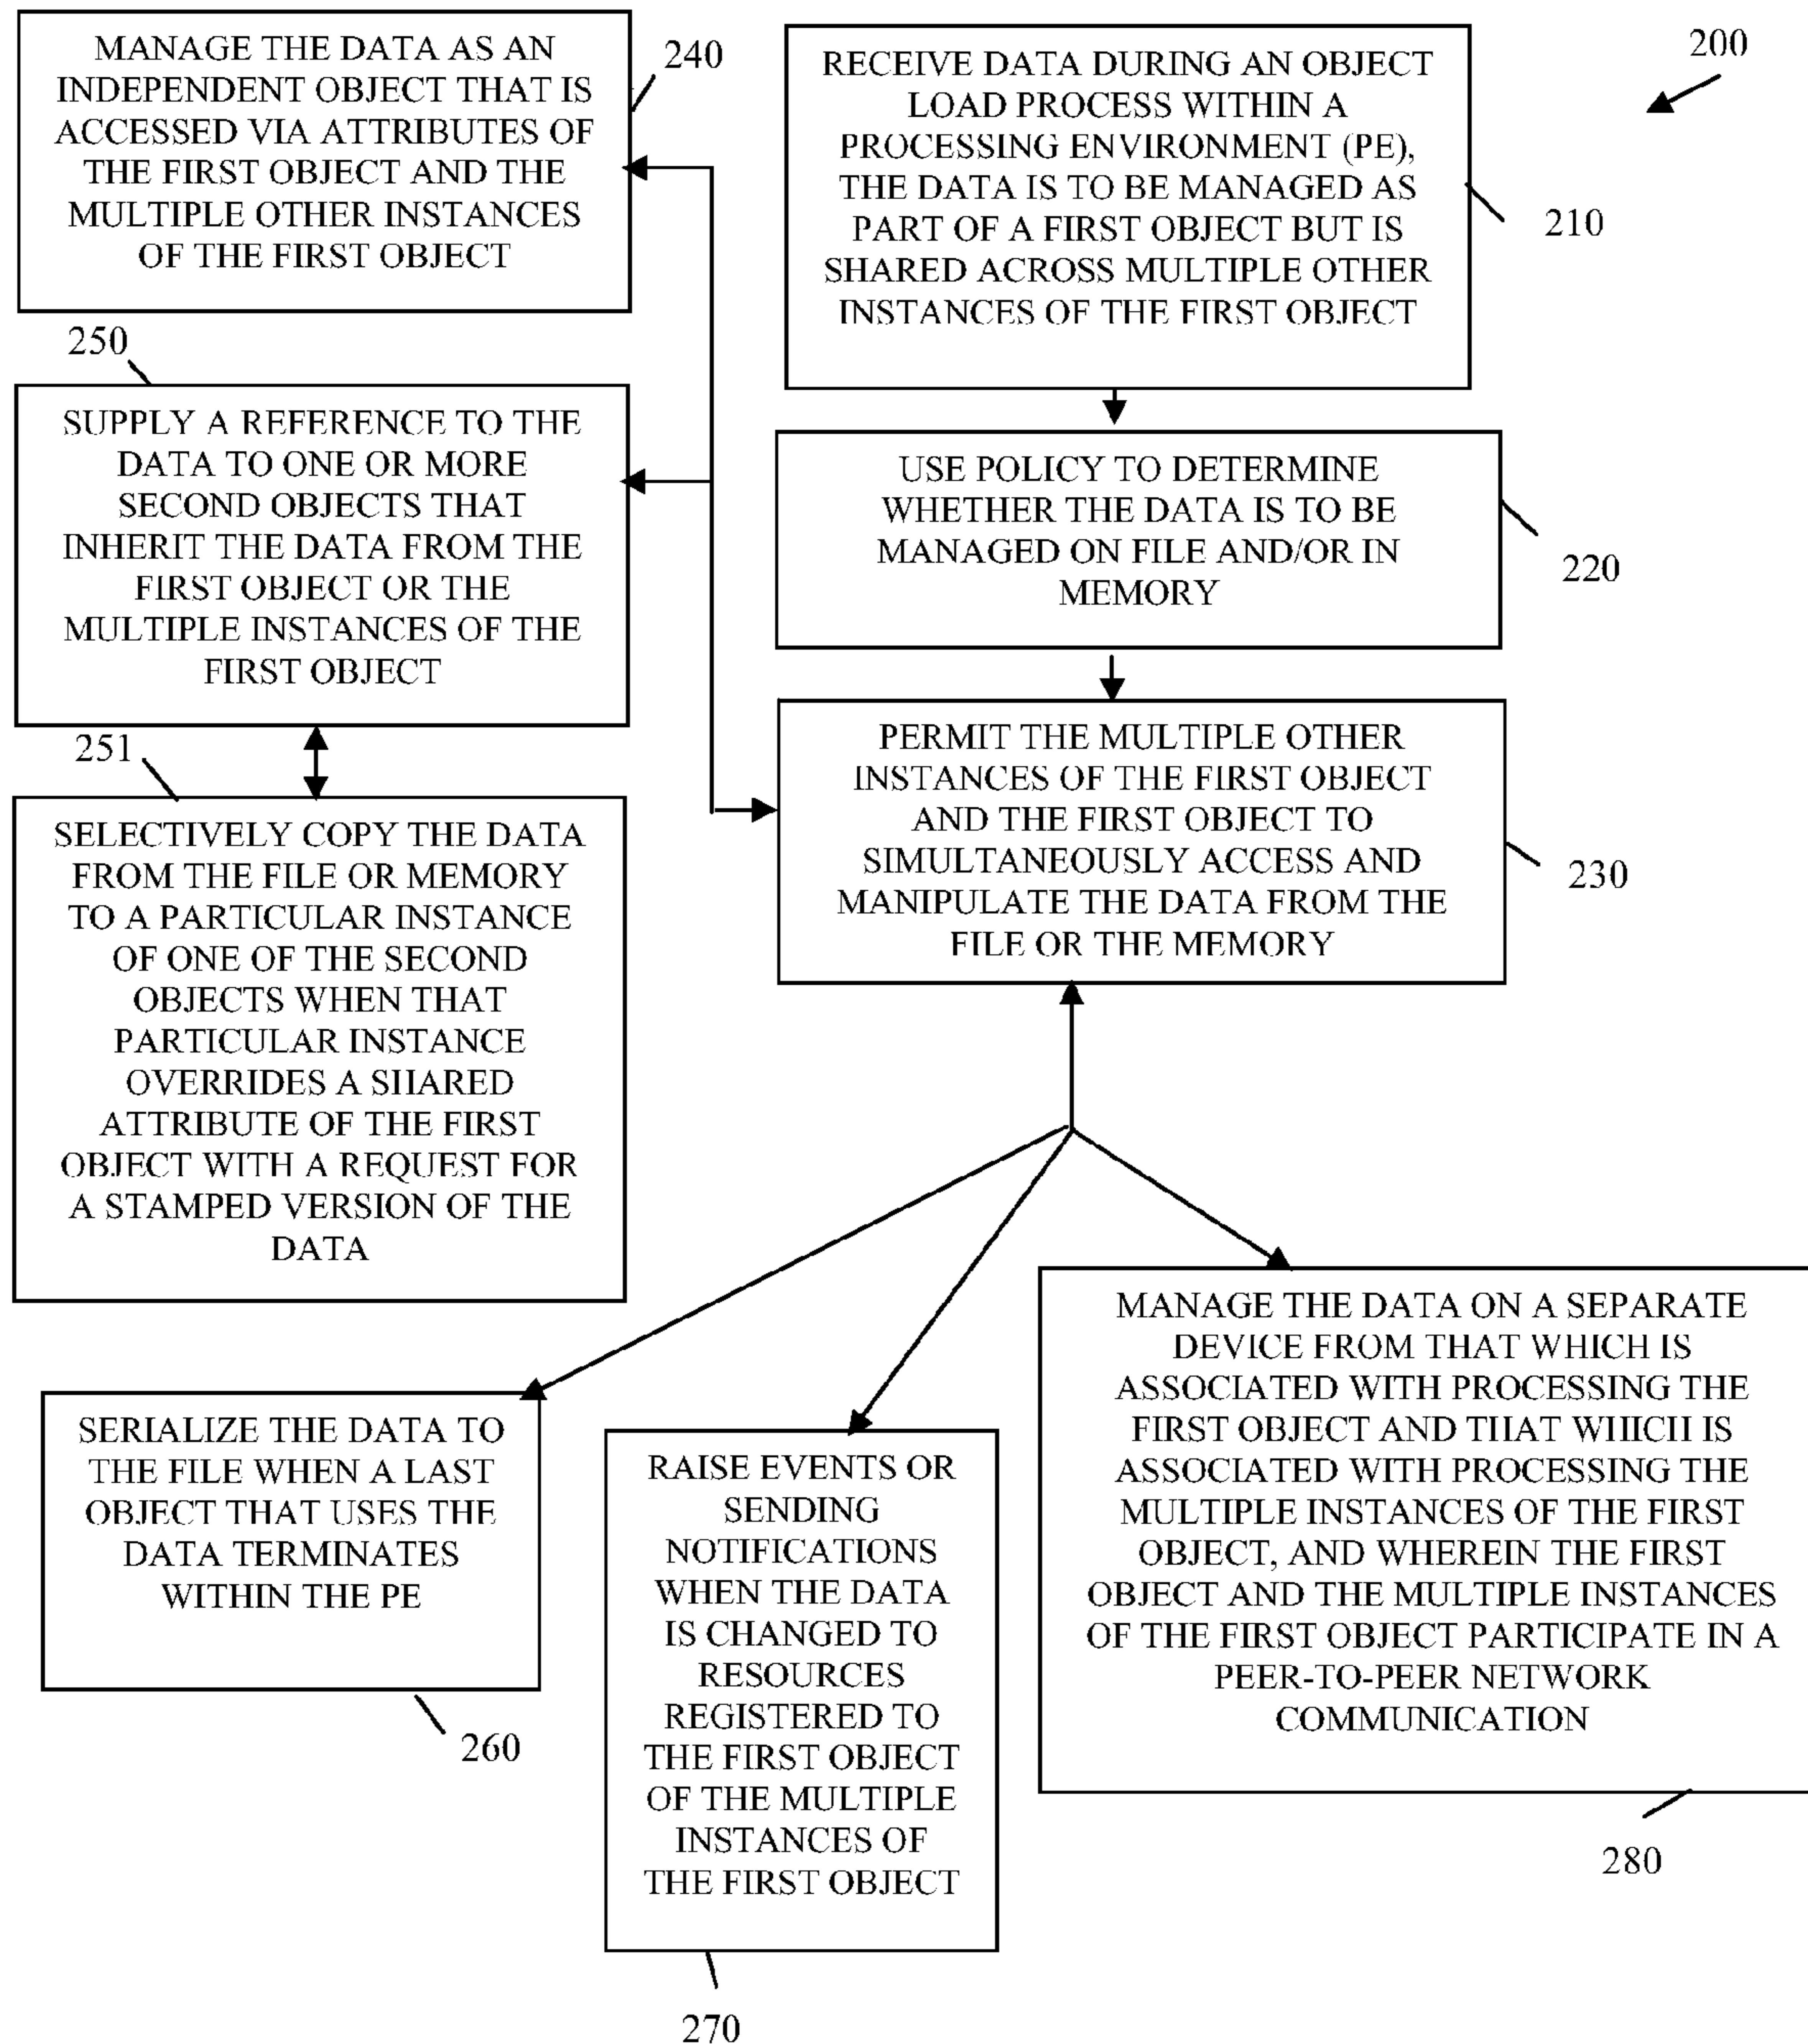 200
RECEIVE DATA DURING AN OBJECT
LOAD PROCESS WITHIN A
PROCESSING ENVIRONMENT (PE),
THE DATA IS TO BE MANAGED AS
PART OF A FIRST OBJECT BUT IS
SHARED ACROSS MULTIPLE OTHER
INSTANCES OF THE FIRST OBJECT
210
USE POLICY TO DETERMINE
WHETHER THE DATA IS TO BE
MANAGED ON FILE AND/OR IN
MEMORY
220
PERMIT THE MULTIPLE OTHER
INSTANCES OF THE FIRST OBJECT
AND THE FIRST OBJECT TO
SIMULTANEOUSLY ACCESS AND
MANIPULATE THE DATA FROM THE
FILE OR THE MEMORY
230
MANAGE THE DATA AS AN
INDEPENDENT OBJECT THAT IS
ACCESSED VIA ATTRIBUTES OF
THE FIRST OBJECT AND THE
MULTIPLE OTHER INSTANCES
OF THE FIRST OBJECT
240
250
SUPPLY A REFERENCE TO THE
DATA TO ONE OR MORE
SECOND OBJECTS THAT
INHERIT THE DATA FROM THE
FIRST OBJECT OR THE
MULTIPLE INSTANCES OF THE
FIRST OBJECT
251
SELECTIVELY COPY THE DATA
FROM THE FILE OR MEMORY
TO A PARTICULAR INSTANCE
OF ONE OF THE SECOND
OBJECTS WHEN THAT
PARTICULAR INSTANCE
OVERRIDES A SHARED
ATTRIBUTE OF THE FIRST
OBJECT WITH A REQUEST FOR
A STAMPED VERSION OF THE
DATA
SERIALIZE THE DATA TO
THE FILE WHEN A LAST
OBJECT THAT USES THE
DATA TERMINATES
WITHIN THE PE
260
RAISE EVENTS OR
SENDING
NOTIFICATIONS
WHEN THE DATA
IS CHANGED TO
RESOURCES
REGISTERED TO
THE FIRST OBJECT
OF THE MULTIPLE
INSTANCES OF
THE FIRST OBJECT
270
MANAGE THE DATA ON A SEPARATE
DEVICE FROM THAT WHICH IS
ASSOCIATED WITH PROCESSING THE
FIRST OBJECT AND THAT WHICH IS
ASSOCIATED WITH PROCESSING THE
MULTIPLE INSTANCES OF THE FIRST
OBJECT, AND WHEREIN THE FIRST
OBJECT AND THE MULTIPLE INSTANCES
OF THE FIRST OBJECT PARTICIPATE IN A
PEER-TO-PEER NETWORK
COMMUNICATION
280